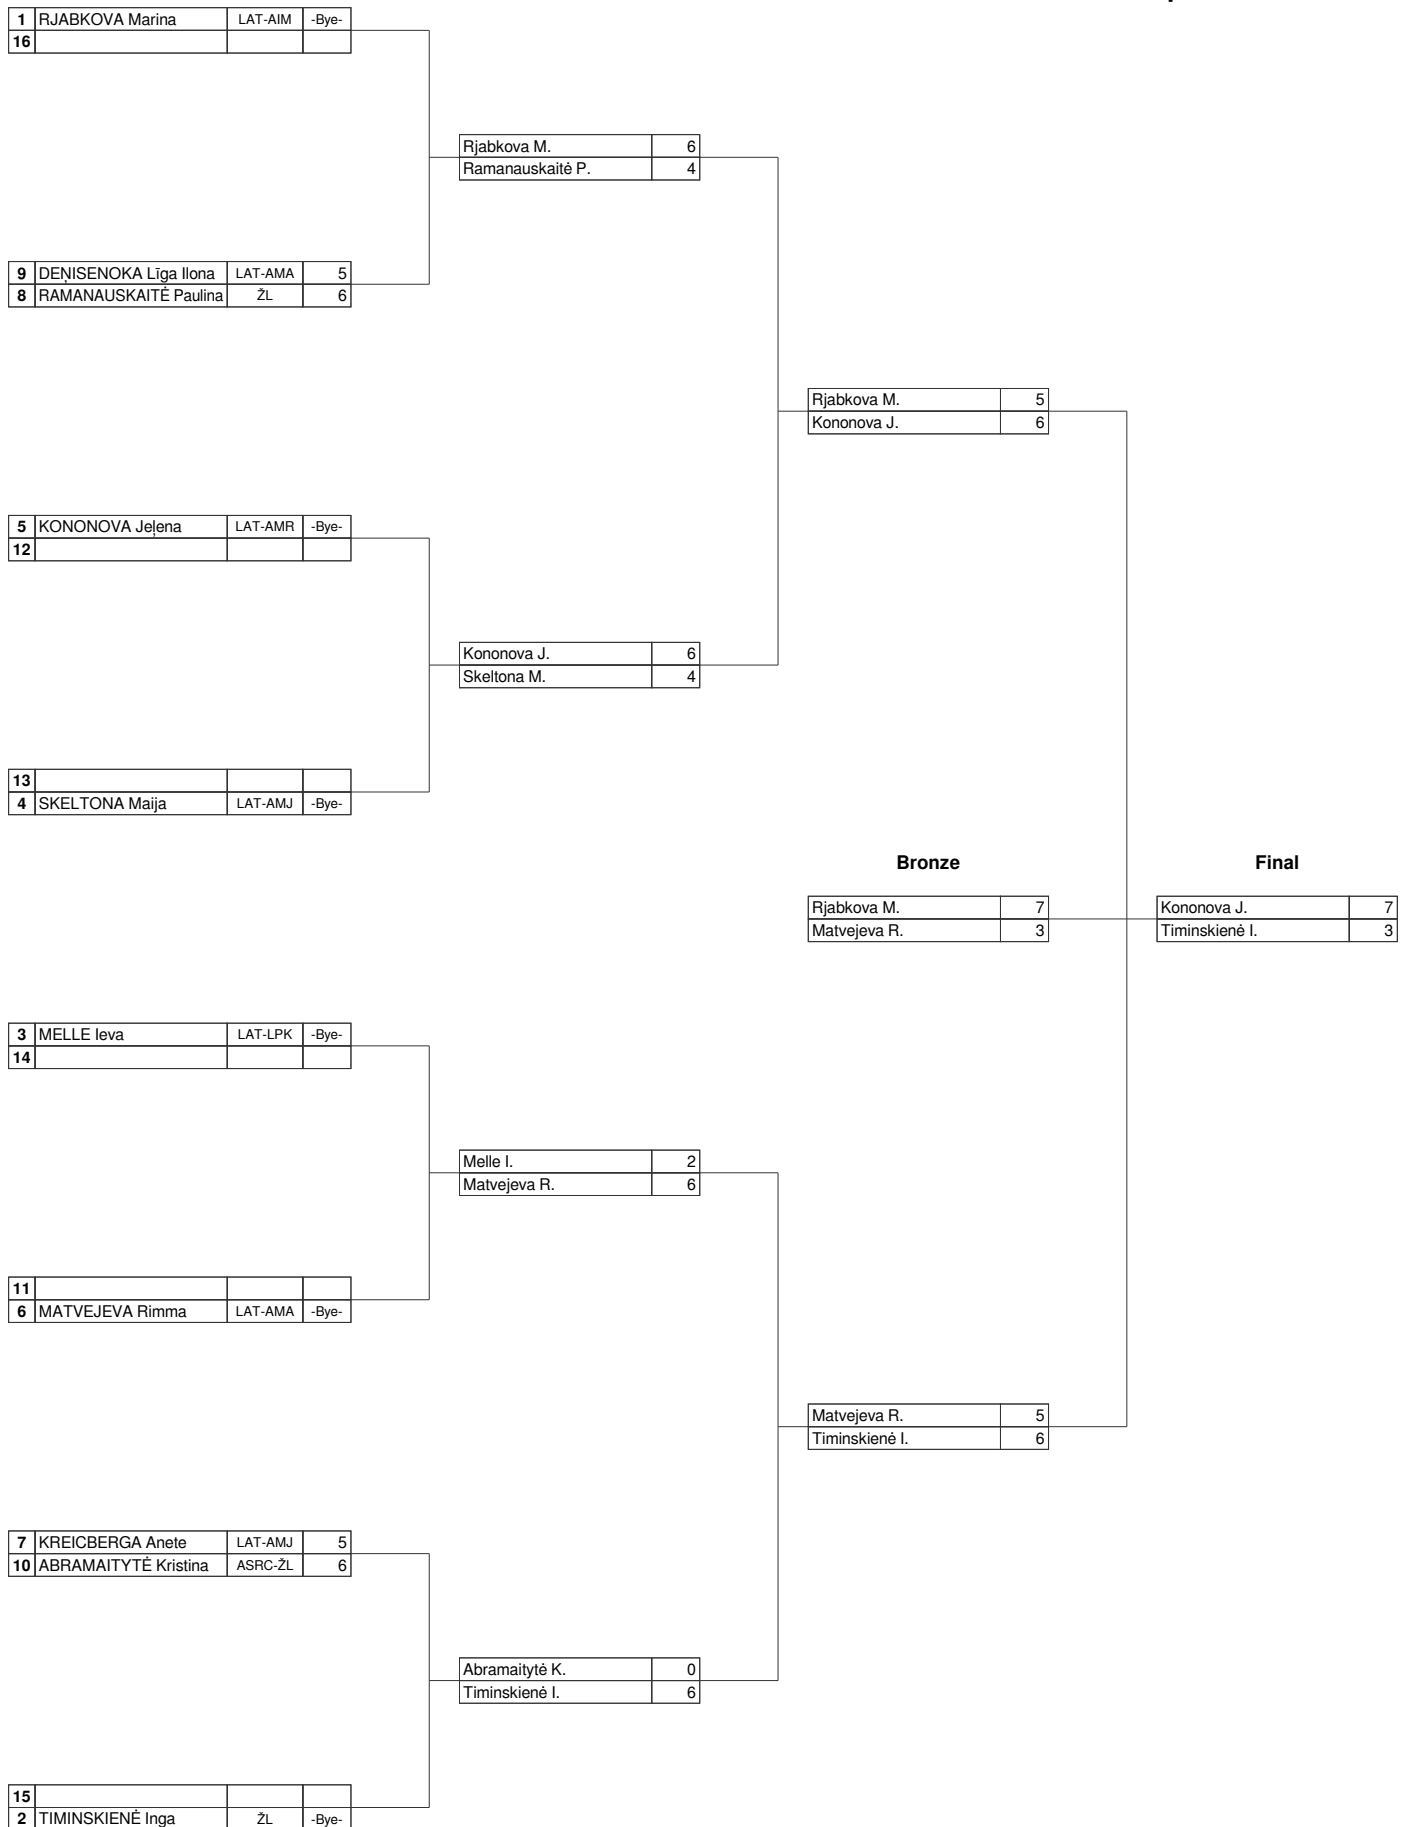 1 RJABKOVA Marina LAT-AIM -Bye-
16
Rjabkova M. 6
Ramanauskaitė P. 4
9 DEŅISENOKA Līga Ilona LAT-AMA 5
8 RAMANAUSKAITĖ Paulina ŽL 6
Rjabkova M. 5
Kononova J. 6
5 KONONOVA Jeļena LAT-AMR -Bye-
12
Kononova J. 6
Skeltona M. 4
13
4 SKELTONA Maija LAT-AMJ -Bye-
Bronze Final
Rjabkova M. 7 Kononova J. 7
Matvejeva R. 3 Timinskienė I. 3
3 MELLE Ieva LAT-LPK -Bye-
14
Melle I. 2
Matvejeva R. 6
11
6 MATVEJEVA Rimma LAT-AMA -Bye-
Matvejeva R. 5
Timinskienė I. 6
7 KREICBERGA Anete LAT-AMJ 5
10 ABRAMAITYTĖ Kristina ASRC-ŽL 6
Abramaitytė K. 0
Timinskienė I. 6
15
2 TIMINSKIENĖ Inga ŽL -Bye-